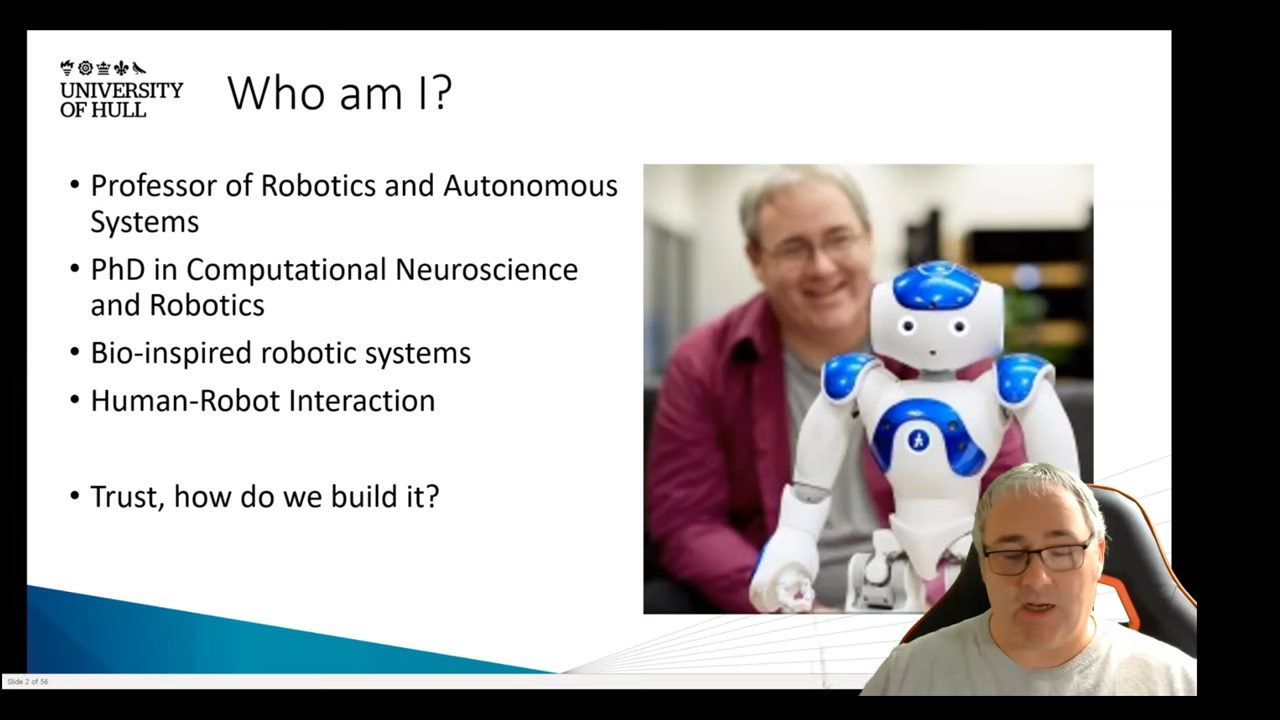 UNIVERSITY
OF HULL
Who am I?
• Professor of Robotics and Autonomous
Systems
• PhD in Computational Neuroscience
and Robotics
• Bio-inspired robotic systems
• Human-Robot Interaction
• Trust, how do we build it?
Slide 2 of 56